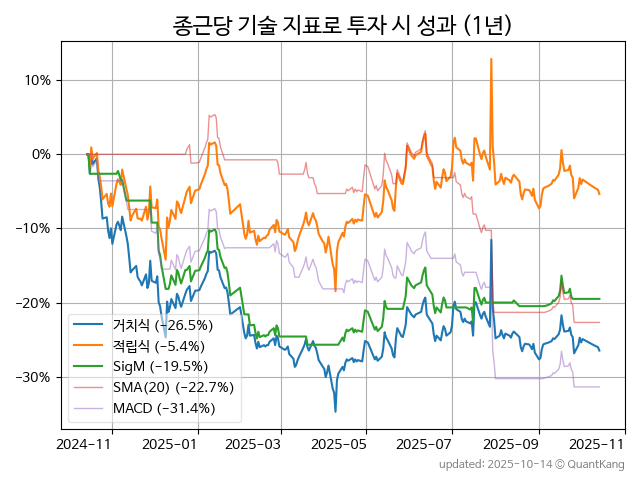 종근당 기술 지표로 투자 시 성과 (1년)
10%
0%
−10%
−20%
−30%
거치식 (−26.5%)
적립식 (−5.4%)
SigM (−19.5%)
SMA(20) (−22.7%)
MACD (−31.4%)
2024-11 2025-01 2025-03 2025-05 2025-07 2025-09 2025-11
updated: 2025-10-14 © QuantKang